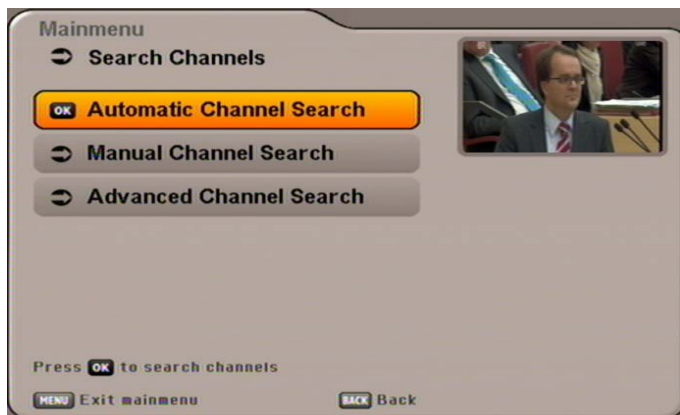 Mainmenu
Search Channels
OK Automatic Channel Search
Manual Channel Search
Advanced Channel Search
Press OK to search channels
MENU Exit mainmenu BACK Back